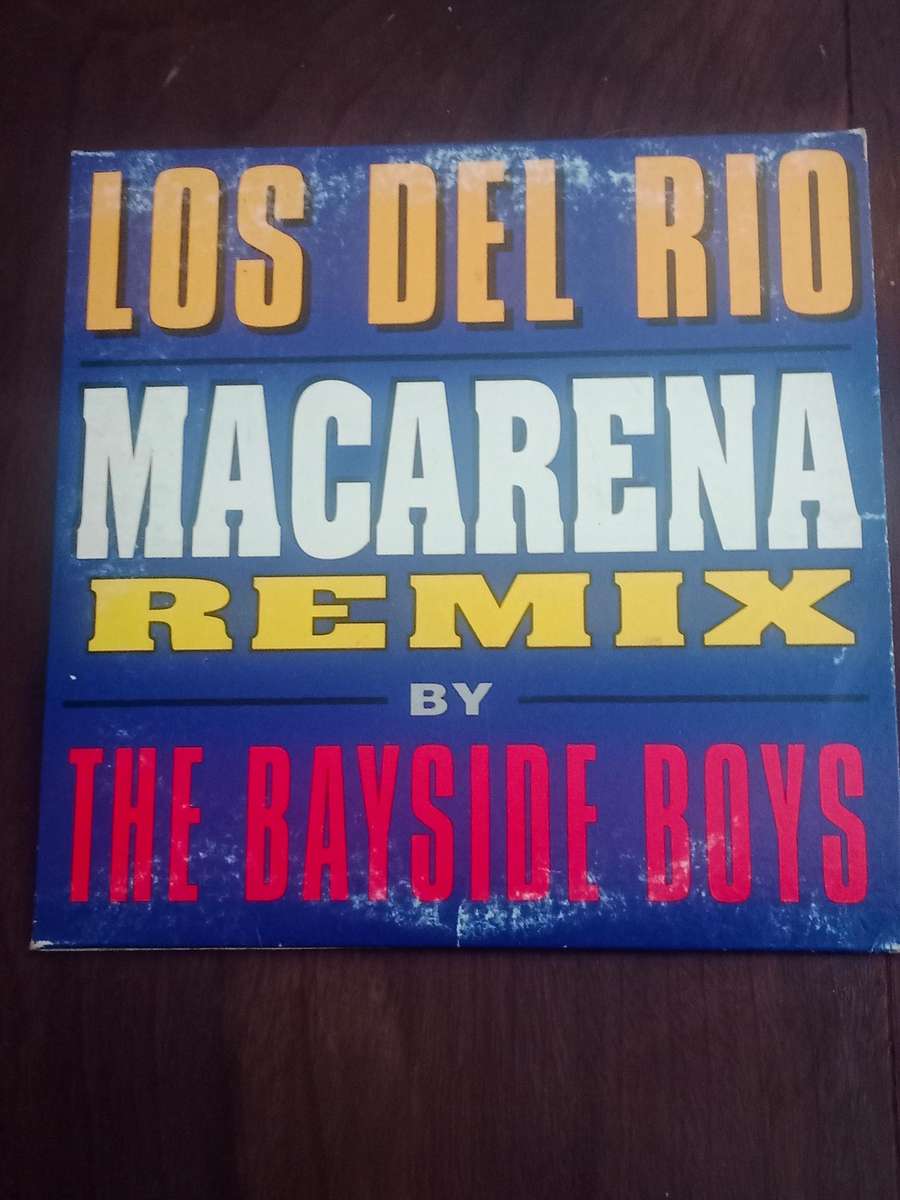 LOS DEL RIO
MACARENA
REMIX
BY
THE BAYSIDE BOYS